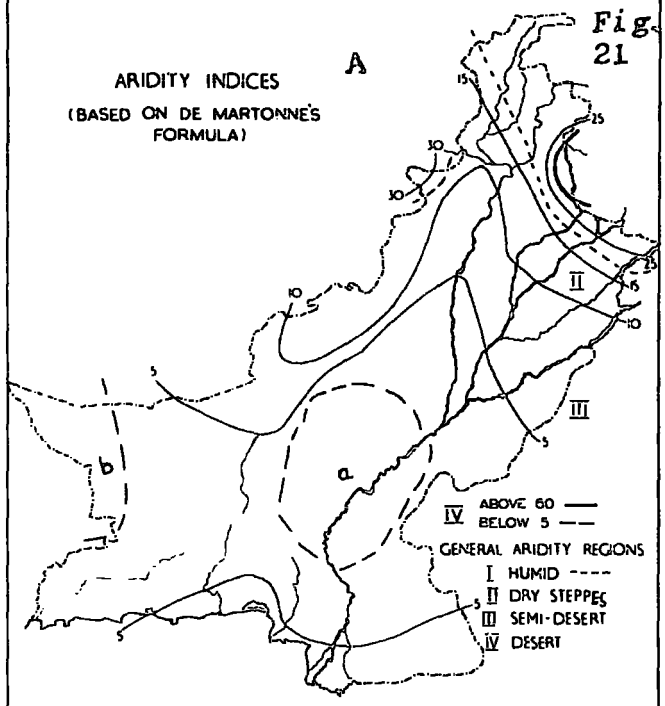 Fig
21
A
ARIDITY INDICES
(BASED ON DE MARTONNE'S
FORMULA)
15
25
30
30
25
II
15
10
10
5
III
5
b
a
IV ABOVE 60
BELOW 5
GENERAL ARIDITY REGIONS
I HUMID
II DRY STEPPES
III SEMI-DESERT
IV DESERT
5
5